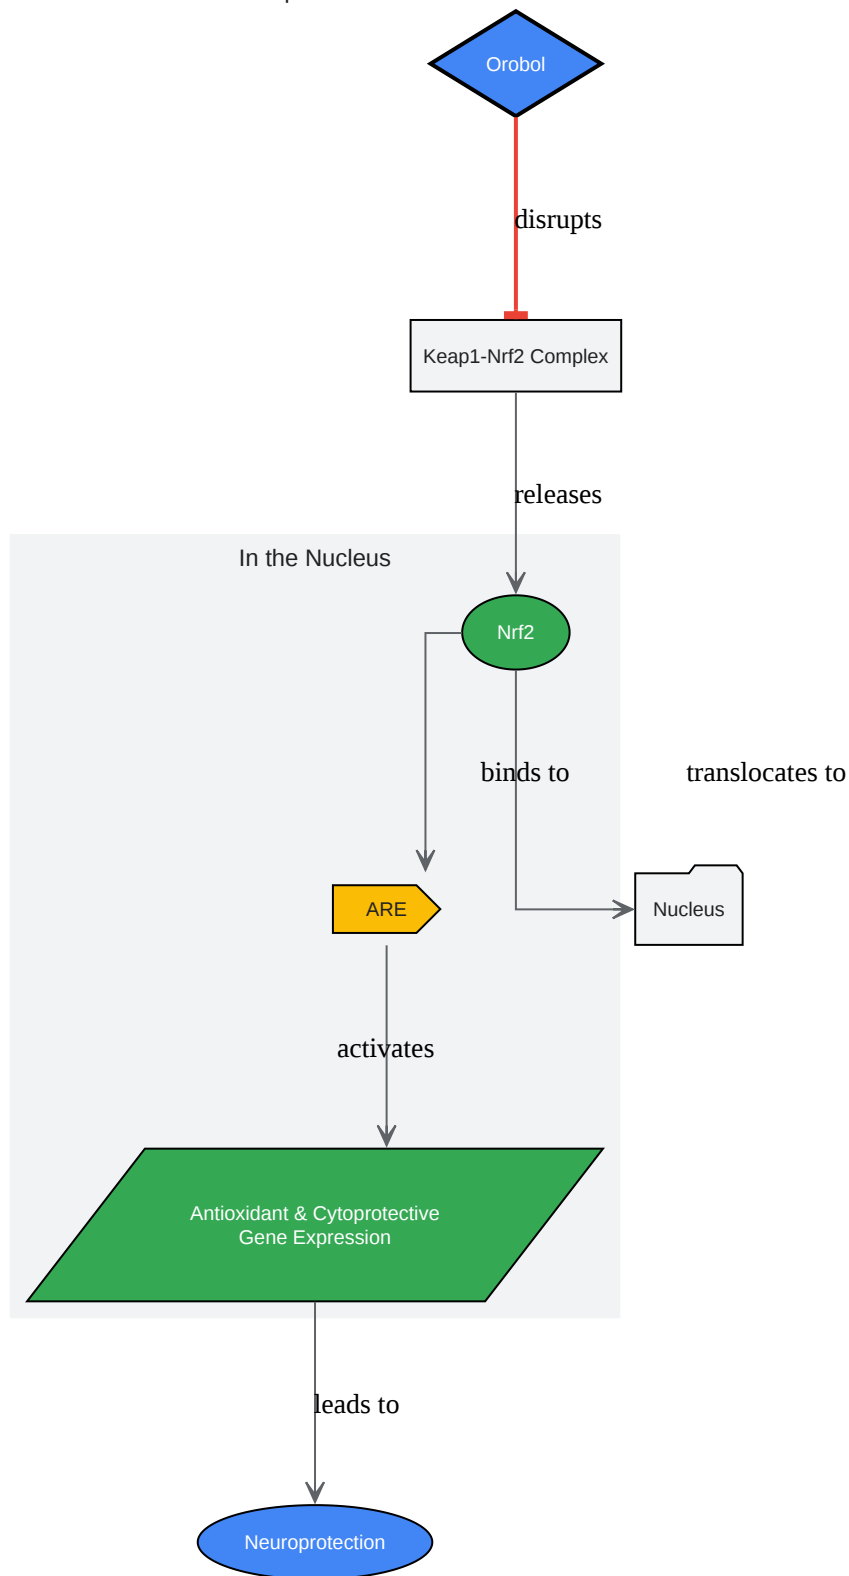 Orobol
disrupts
Keap1-Nrf2 Complex
releases
In the Nucleus
Nrf2
binds to
translocates to
ARE
Nucleus
activates
Antioxidant & Cytoprotective
Gene Expression
leads to
Neuroprotection